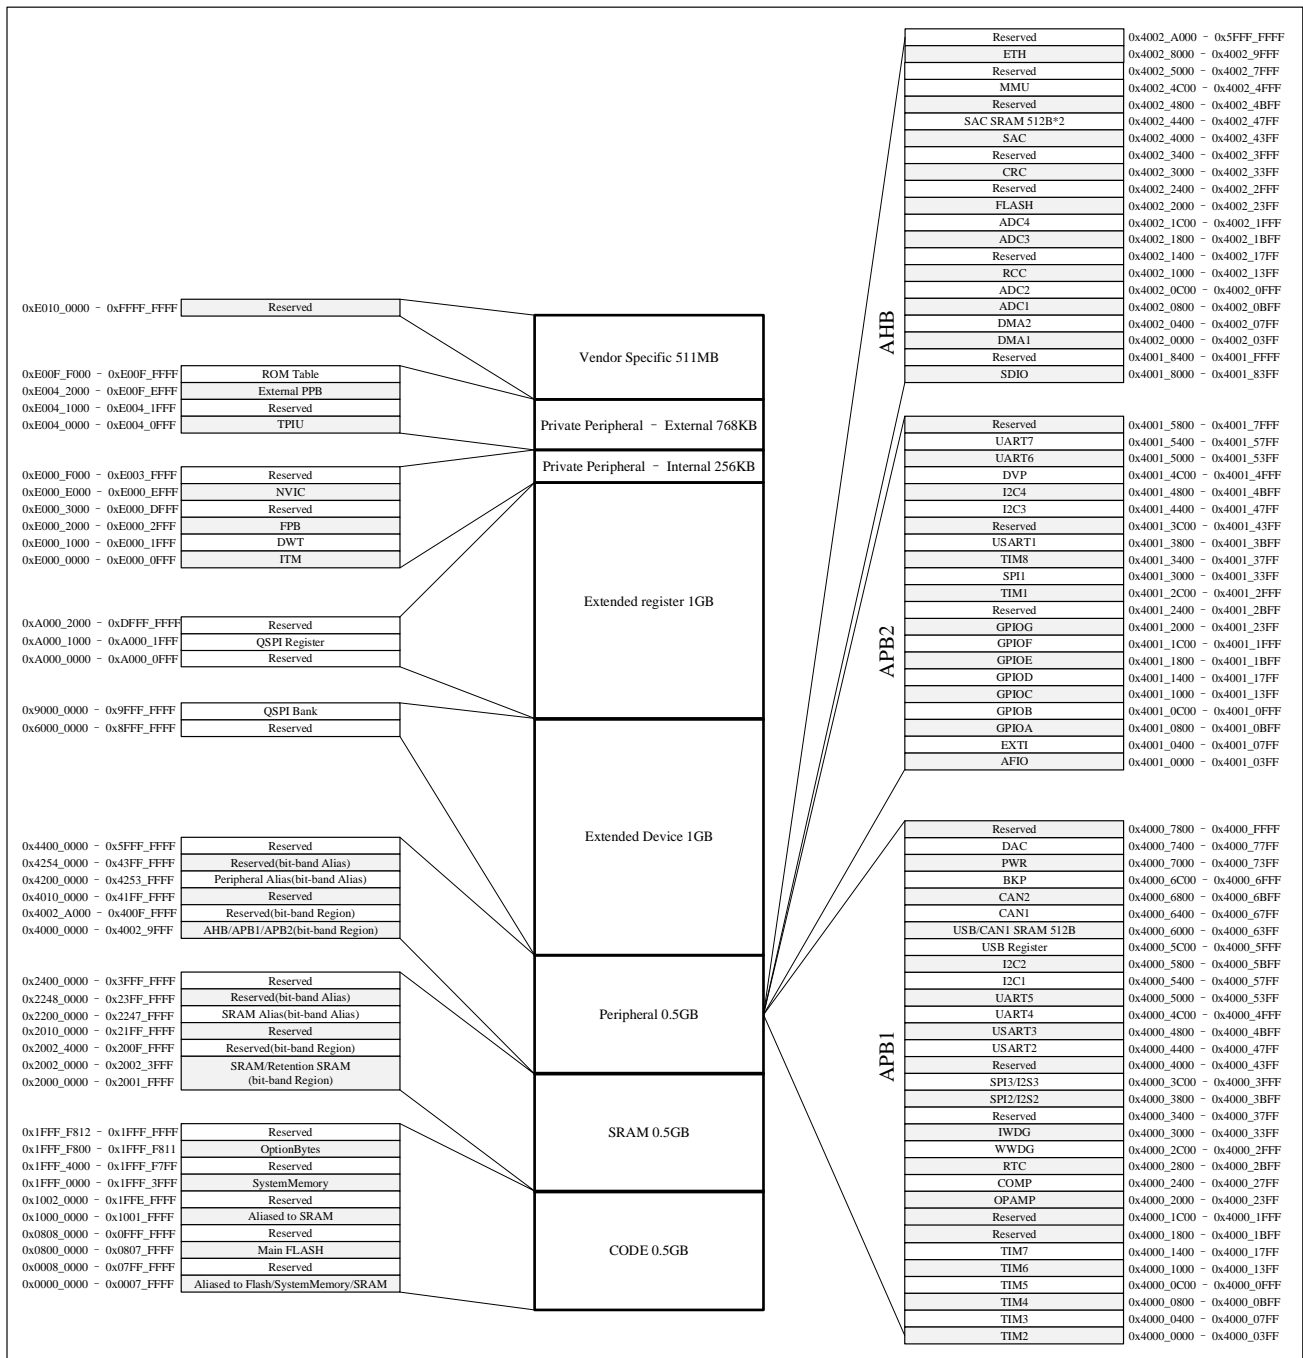 0xE010_0000 - 0xFFFF_FFFF Reserved
0xE00F_F000 - 0xE00F_FFFF ROM Table
0xE004_2000 - 0xE00F_EFFF External PPB
0xE004_1000 - 0xE004_1FFF Reserved
0xE004_0000 - 0xE004_0FFF TPIU
0xE000_F000 - 0xE003_FFFF Reserved
0xE000_E000 - 0xE000_EFFF NVIC
0xE000_3000 - 0xE000_DFFF Reserved
0xE000_2000 - 0xE000_2FFF FPB
0xE000_1000 - 0xE000_1FFF DWT
0xE000_0000 - 0xE000_0FFF ITM
0xA000_2000 - 0xDFFF_FFFF Reserved
0xA000_1000 - 0xA000_1FFF QSPI Register
0xA000_0000 - 0xA000_0FFF Reserved
0x9000_0000 - 0x9FFF_FFFF QSPI Bank
0x6000_0000 - 0x8FFF_FFFF Reserved
0x4400_0000 - 0x5FFF_FFFF Reserved
0x4254_0000 - 0x43FF_FFFF Reserved(bit-band Alias)
0x4200_0000 - 0x4253_FFFF Peripheral Alias(bit-band Alias)
0x4010_0000 - 0x41FF_FFFF Reserved
0x4002_A000 - 0x400F_FFFF Reserved(bit-band Region)
0x4000_0000 - 0x4002_9FFF AHB/APB1/APB2(bit-band Region)
0x2400_0000 - 0x3FFF_FFFF Reserved
0x2248_0000 - 0x23FF_FFFF Reserved(bit-band Alias)
0x2200_0000 - 0x2247_FFFF SRAM Alias(bit-band Alias)
0x2010_0000 - 0x21FF_FFFF Reserved
0x2002_4000 - 0x200F_FFFF Reserved(bit-band Region)
0x2002_0000 - 0x2002_3FFF SRAM/Retention SRAM
0x2000_0000 - 0x2001_FFFF (bit-band Region)
0x1FFF_F812 - 0x1FFF_FFFF Reserved
0x1FFF_F800 - 0x1FFF_F811 OptionBytes
0x1FFF_4000 - 0x1FFF_F7FF Reserved
0x1FFF_0000 - 0x1FFF_3FFF SystemMemory
0x1002_0000 - 0x1FFE_FFFF Reserved
0x1000_0000 - 0x1001_FFFF Aliased to SRAM
0x0808_0000 - 0x0FFF_FFFF Reserved
0x0800_0000 - 0x0807_FFFF Main FLASH
0x0008_0000 - 0x07FF_FFFF Reserved
0x0000_0000 - 0x0007_FFFF Aliased to Flash/SystemMemory/SRAM
Vendor Specific 511MB
Private Peripheral - External 768KB
Private Peripheral - Internal 256KB
Extended register 1GB
Extended Device 1GB
Peripheral 0.5GB
SRAM 0.5GB
CODE 0.5GB
AHB
Reserved 0x4002_A000 - 0x5FFF_FFFF
ETH 0x4002_8000 - 0x4002_9FFF
Reserved 0x4002_5000 - 0x4002_7FFF
MMU 0x4002_4C00 - 0x4002_4FFF
Reserved 0x4002_4800 - 0x4002_4BFF
SAC SRAM 512B*2 0x4002_4400 - 0x4002_47FF
SAC 0x4002_4000 - 0x4002_43FF
Reserved 0x4002_3400 - 0x4002_3FFF
CRC 0x4002_3000 - 0x4002_33FF
Reserved 0x4002_2400 - 0x4002_2FFF
FLASH 0x4002_2000 - 0x4002_23FF
ADC4 0x4002_1C00 - 0x4002_1FFF
ADC3 0x4002_1800 - 0x4002_1BFF
Reserved 0x4002_1400 - 0x4002_17FF
RCC 0x4002_1000 - 0x4002_13FF
ADC2 0x4002_0C00 - 0x4002_0FFF
ADC1 0x4002_0800 - 0x4002_0BFF
DMA2 0x4002_0400 - 0x4002_07FF
DMA1 0x4002_0000 - 0x4002_03FF
Reserved 0x4001_8400 - 0x4001_FFFF
SDIO 0x4001_8000 - 0x4001_83FF
APB2
Reserved 0x4001_5800 - 0x4001_7FFF
UART7 0x4001_5400 - 0x4001_57FF
UART6 0x4001_5000 - 0x4001_53FF
DVP 0x4001_4C00 - 0x4001_4FFF
I2C4 0x4001_4800 - 0x4001_4BFF
I2C3 0x4001_4400 - 0x4001_47FF
Reserved 0x4001_3C00 - 0x4001_43FF
USART1 0x4001_3800 - 0x4001_3BFF
TIM8 0x4001_3400 - 0x4001_37FF
SPI1 0x4001_3000 - 0x4001_33FF
TIM1 0x4001_2C00 - 0x4001_2FFF
Reserved 0x4001_2400 - 0x4001_2BFF
GPIOG 0x4001_2000 - 0x4001_23FF
GPIOF 0x4001_1C00 - 0x4001_1FFF
GPIOE 0x4001_1800 - 0x4001_1BFF
GPIOD 0x4001_1400 - 0x4001_17FF
GPIOC 0x4001_1000 - 0x4001_13FF
GPIOB 0x4001_0C00 - 0x4001_0FFF
GPIOA 0x4001_0800 - 0x4001_0BFF
EXTI 0x4001_0400 - 0x4001_07FF
AFIO 0x4001_0000 - 0x4001_03FF
APB1
Reserved 0x4000_7800 - 0x4000_FFFF
DAC 0x4000_7400 - 0x4000_77FF
PWR 0x4000_7000 - 0x4000_73FF
BKP 0x4000_6C00 - 0x4000_6FFF
CAN2 0x4000_6800 - 0x4000_6BFF
CAN1 0x4000_6400 - 0x4000_67FF
USB/CAN1 SRAM 512B 0x4000_6000 - 0x4000_63FF
USB Register 0x4000_5C00 - 0x4000_5FFF
I2C2 0x4000_5800 - 0x4000_5BFF
I2C1 0x4000_5400 - 0x4000_57FF
UART5 0x4000_5000 - 0x4000_53FF
UART4 0x4000_4C00 - 0x4000_4FFF
USART3 0x4000_4800 - 0x4000_4BFF
USART2 0x4000_4400 - 0x4000_47FF
Reserved 0x4000_4000 - 0x4000_43FF
SPI3/I2S3 0x4000_3C00 - 0x4000_3FFF
SPI2/I2S2 0x4000_3800 - 0x4000_3BFF
Reserved 0x4000_3400 - 0x4000_37FF
IWDG 0x4000_3000 - 0x4000_33FF
WWDG 0x4000_2C00 - 0x4000_2FFF
RTC 0x4000_2800 - 0x4000_2BFF
COMP 0x4000_2400 - 0x4000_27FF
OPAMP 0x4000_2000 - 0x4000_23FF
Reserved 0x4000_1C00 - 0x4000_1FFF
Reserved 0x4000_1800 - 0x4000_1BFF
TIM7 0x4000_1400 - 0x4000_17FF
TIM6 0x4000_1000 - 0x4000_13FF
TIM5 0x4000_0C00 - 0x4000_0FFF
TIM4 0x4000_0800 - 0x4000_0BFF
TIM3 0x4000_0400 - 0x4000_07FF
TIM2 0x4000_0000 - 0x4000_03FF